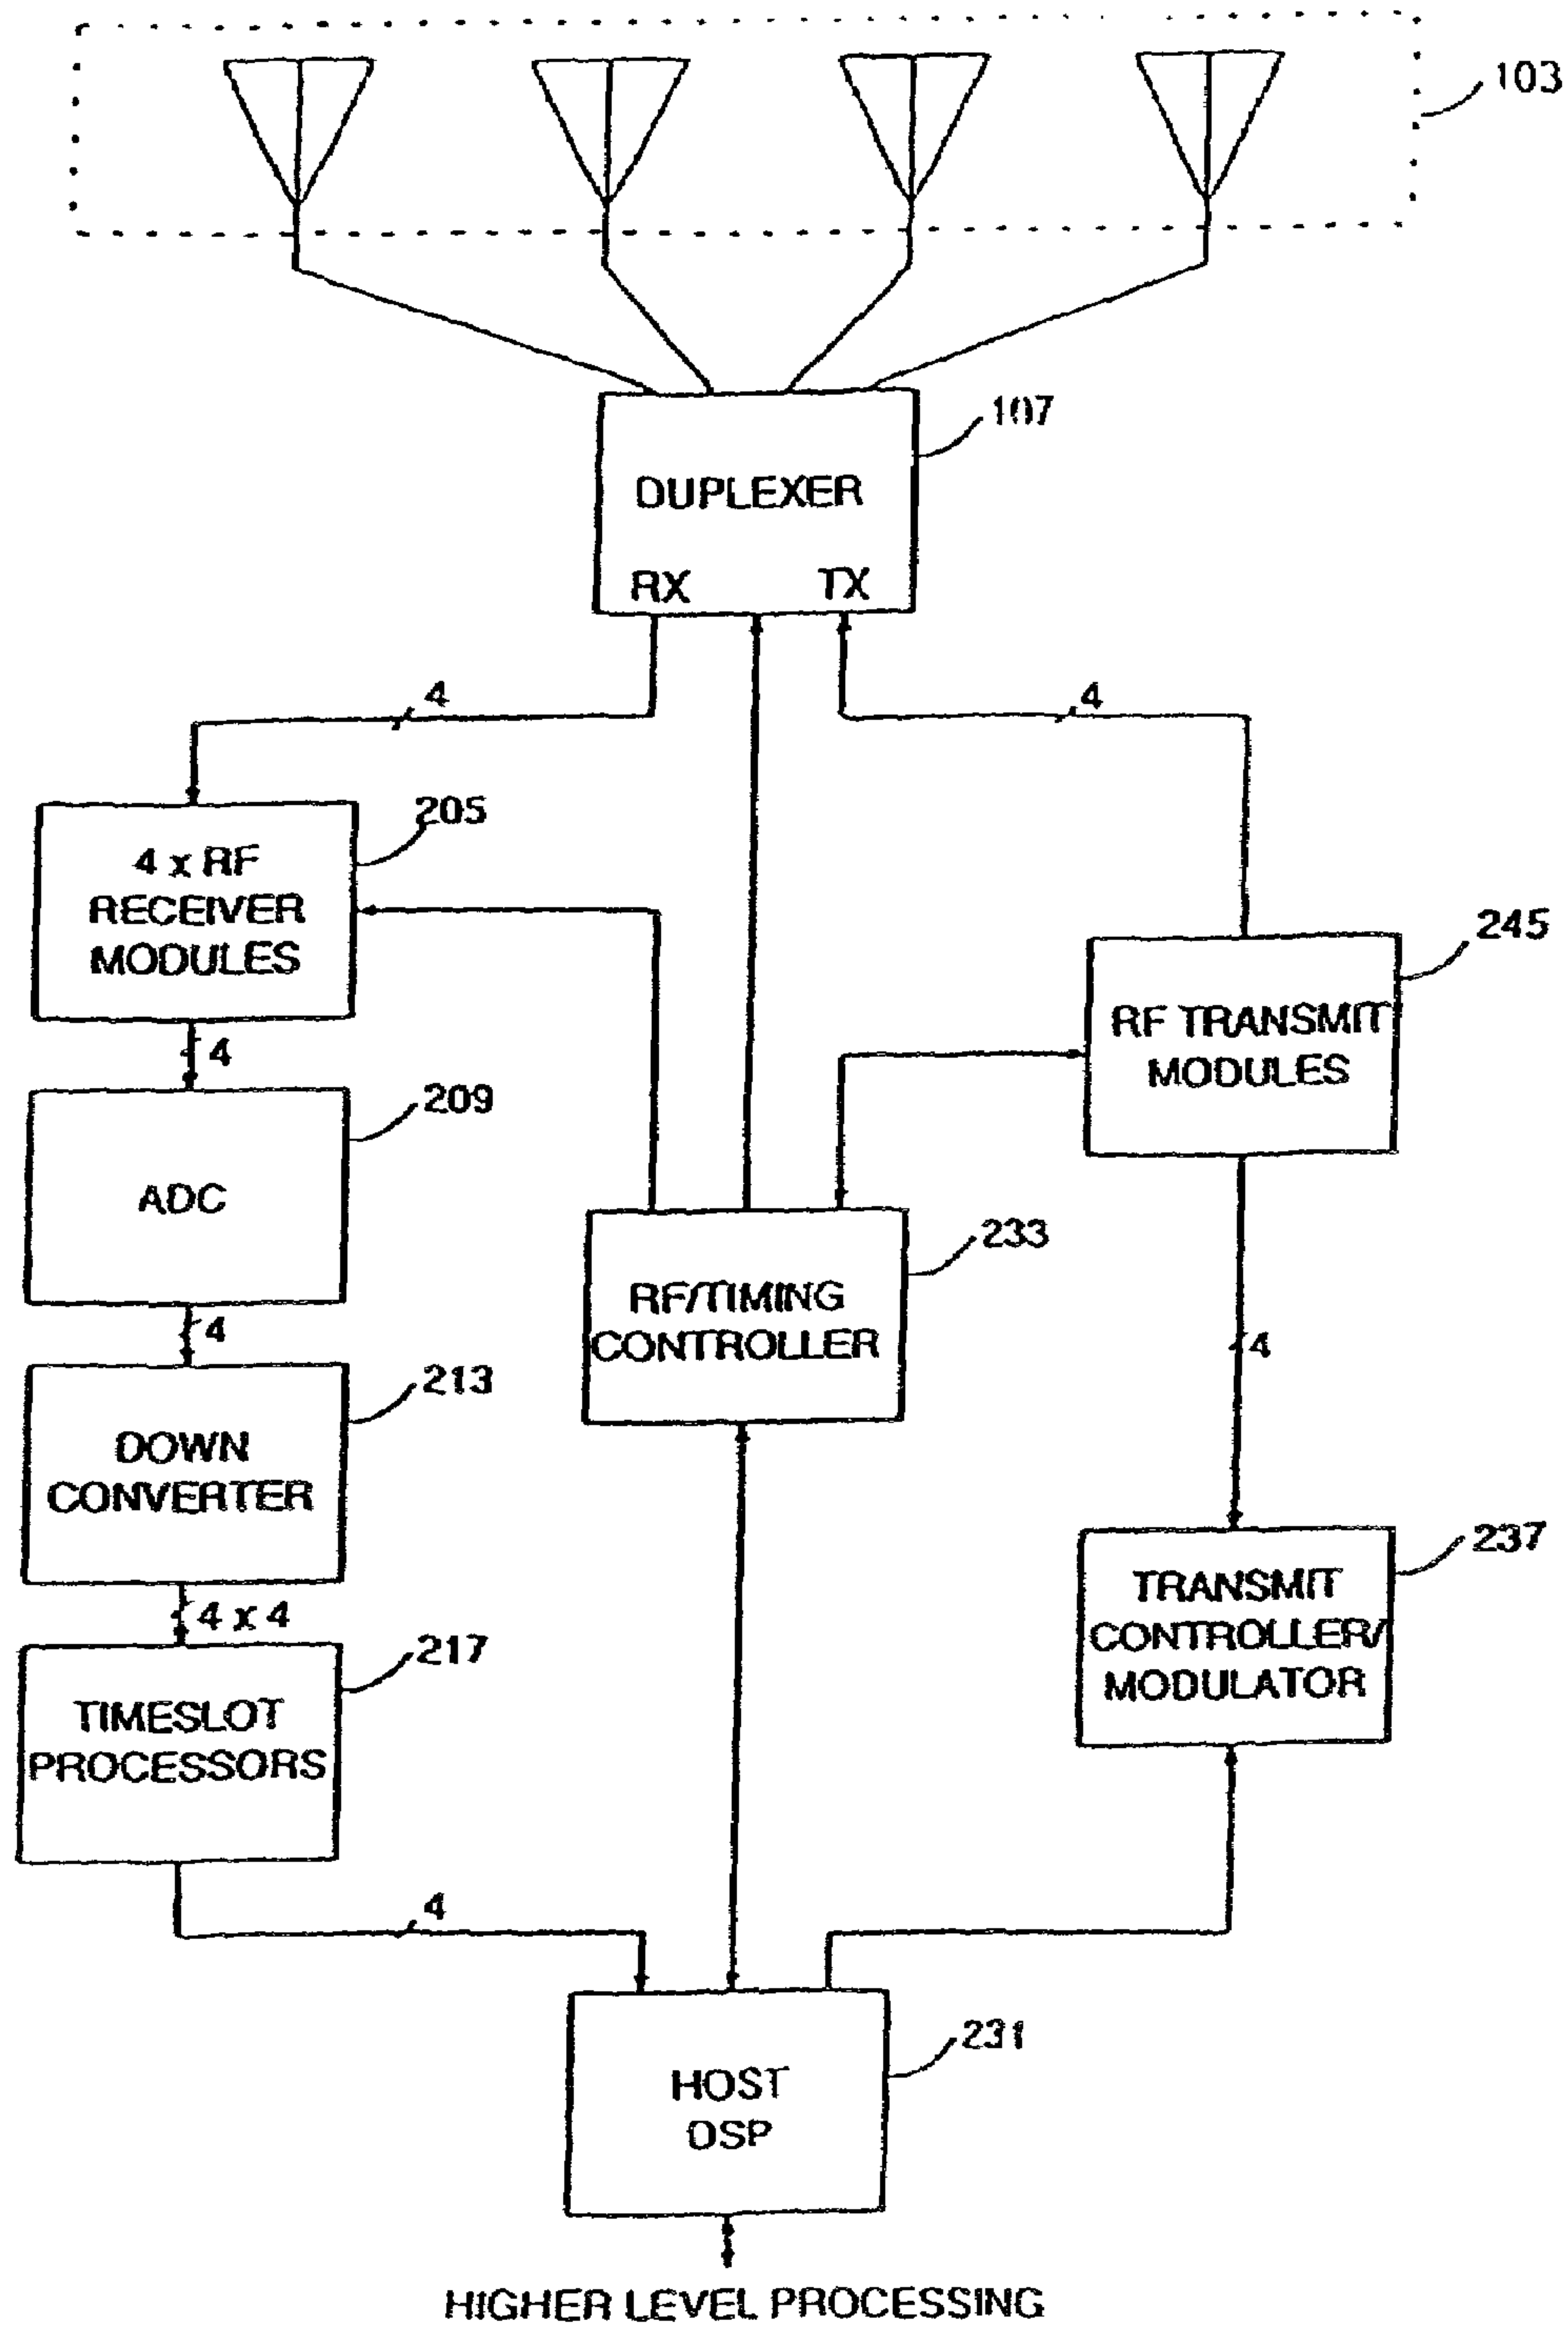 103
107
DUPLEXER
RX TX
4
4
205
4 x RF
RECEIVER
MODULES
245
RF TRANSMIT
MODULES
4
209
ADC
233
RF/TIMING
CONTROLLER
4
4
213
DOWN
CONVERTER
237
TRANSMIT
CONTROLLER/
MODULATOR
4 x 4
217
TIMESLOT
PROCESSORS
4
231
HOST
DSP
HIGHER LEVEL PROCESSING